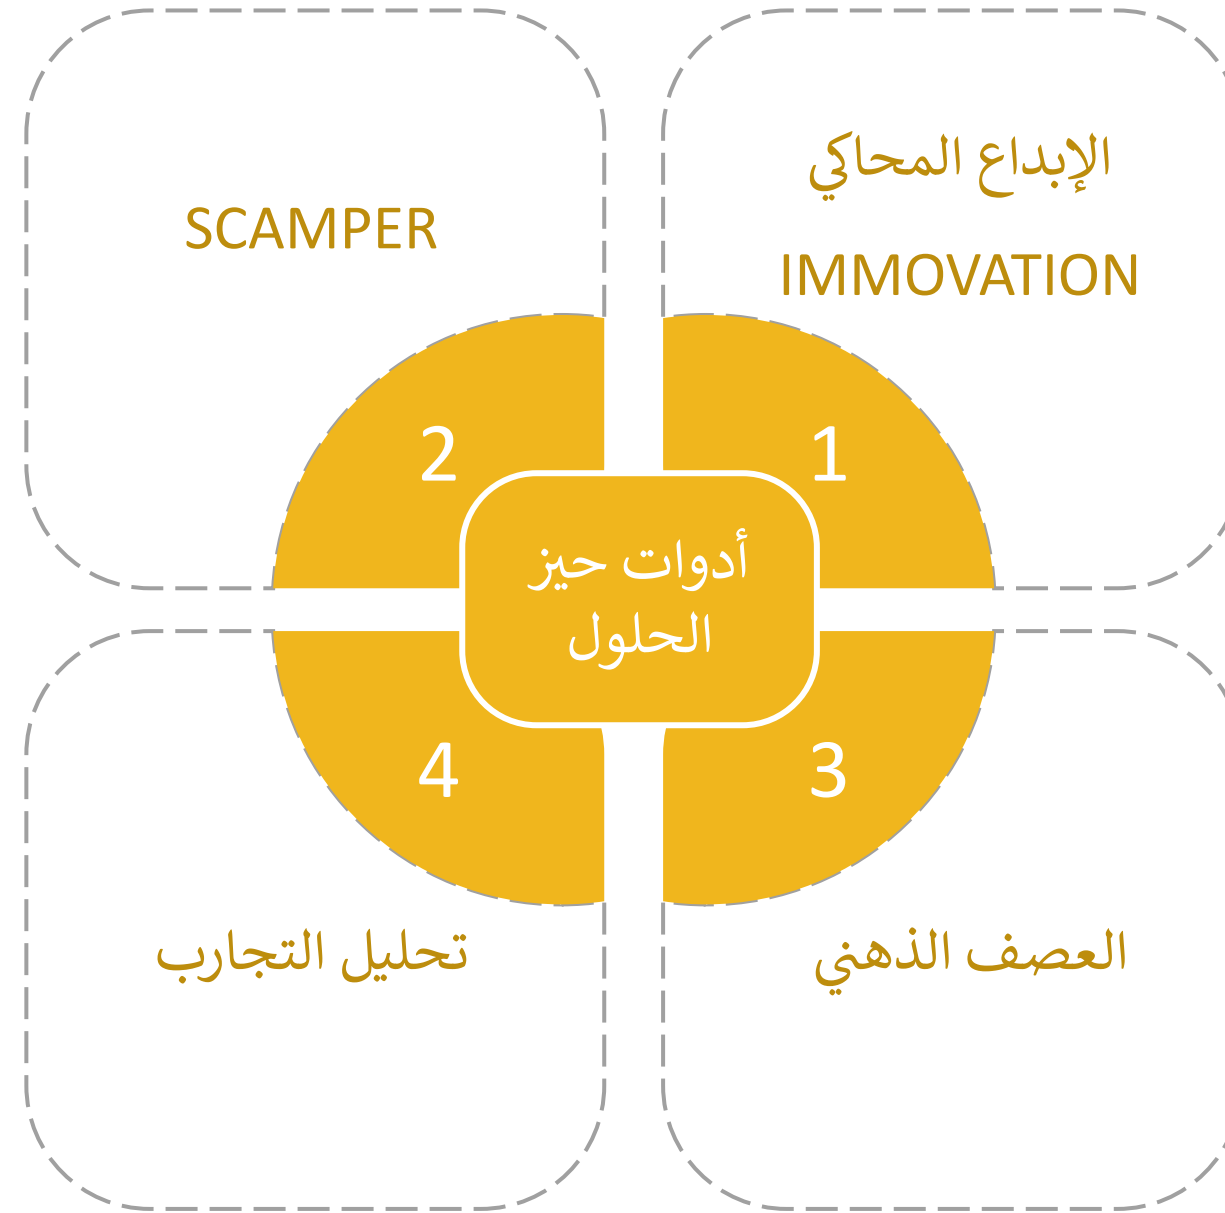 الإبداع المحاكي
IMMOVATION
SCAMPER
1
2
أدوات حيز
الحلول
3
4
العصف الذهني
تحليل التجارب